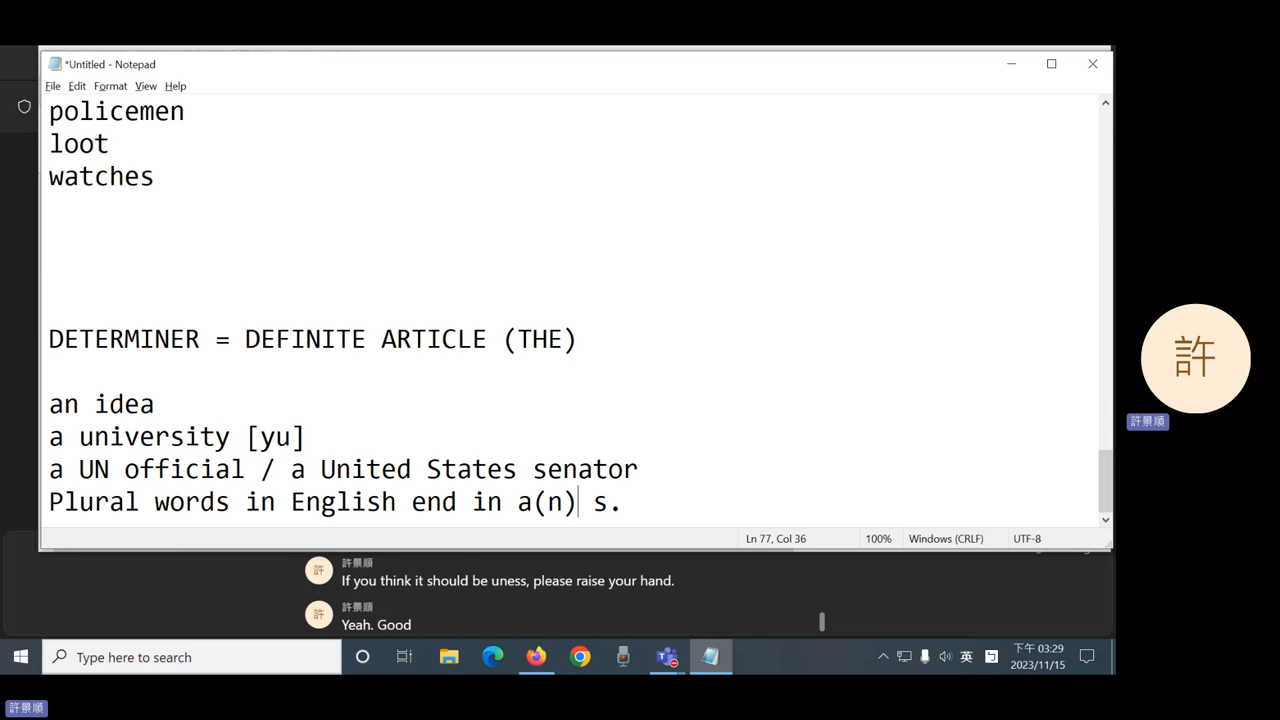 *Untitled - Notepad
File Edit Format View Help
policemen
loot
watches
DETERMINER = DEFINITE ARTICLE (THE)
an idea
a university [yu]
a UN official / a United States senator
Plural words in English end in a(n) s.
Ln 77, Col 36
100%
Windows (CRLF)
UTF-8
許
許景順
許
許景順
If you think it should be uness, please raise your hand.
許
許景順
Yeah. Good
Type here to search
英
下午 03:29
2023/11/15
許景順